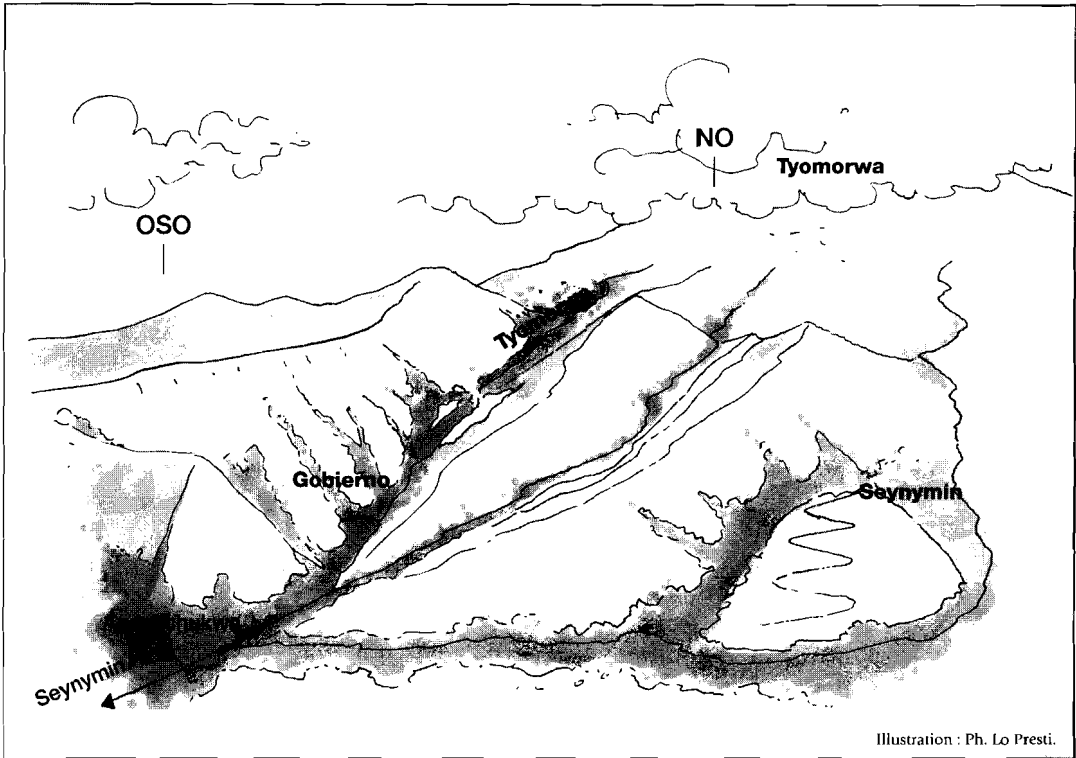 NO
Tyomorwa
OSO
Gobierno
Seynymin
Seynymin
Illustration : Ph. Lo Presti.